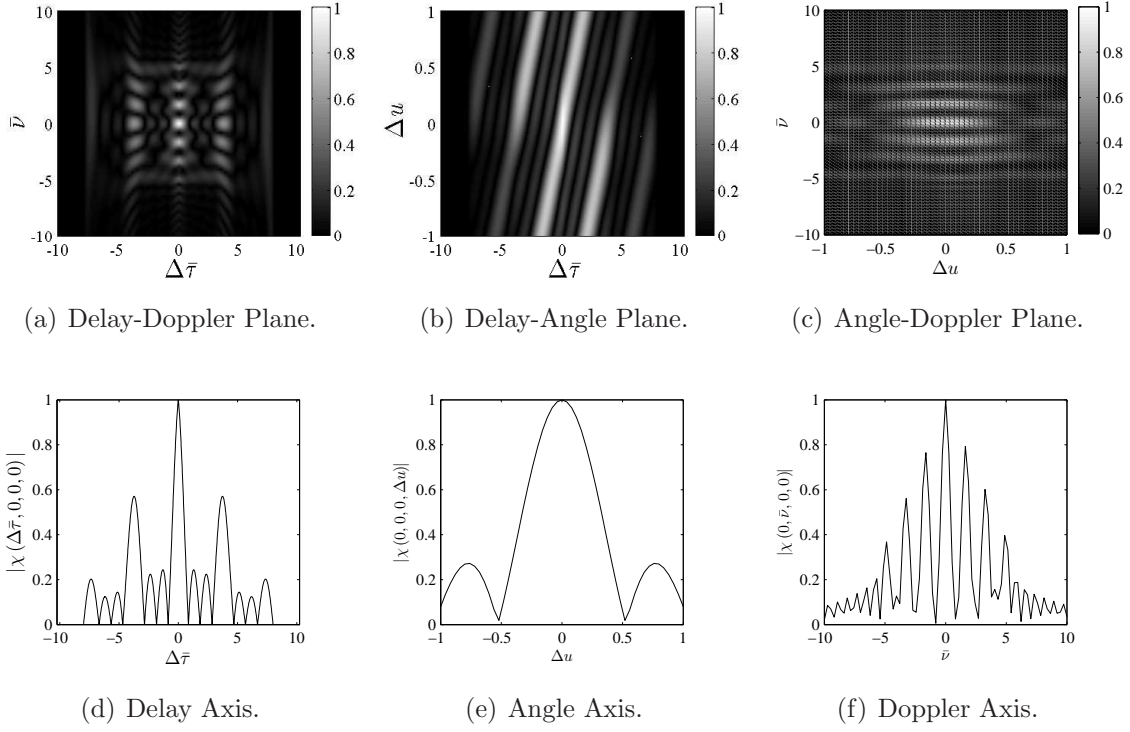 10
5
0
-5
-10
ν̄
-10 -5 0 5 10
Δτ̄
1
0.8
0.6
0.4
0.2
0
(a) Delay-Doppler Plane.
1
0.5
0
-0.5
-1
Δu
-10 -5 0 5 10
Δτ̄
1
0.8
0.6
0.4
0.2
0
(b) Delay-Angle Plane.
10
5
0
−5
−10
ν̄
−1 −0.5 0 0.5 1
Δu
1
0.8
0.6
0.4
0.2
0
(c) Angle-Doppler Plane.
1
0.8
0.6
0.4
0.2
0
|χ(Δτ̄, 0, 0, 0)|
−10 −5 0 5 10
Δτ̄
(d) Delay Axis.
1
0.8
0.6
0.4
0.2
0
|χ(0, 0, 0, Δu)|
−1 −0.5 0 0.5 1
Δu
(e) Angle Axis.
1
0.8
0.6
0.4
0.2
0
|χ(0, ν̄, 0, 0)|
−10 −5 0 5 10
ν̄
(f) Doppler Axis.